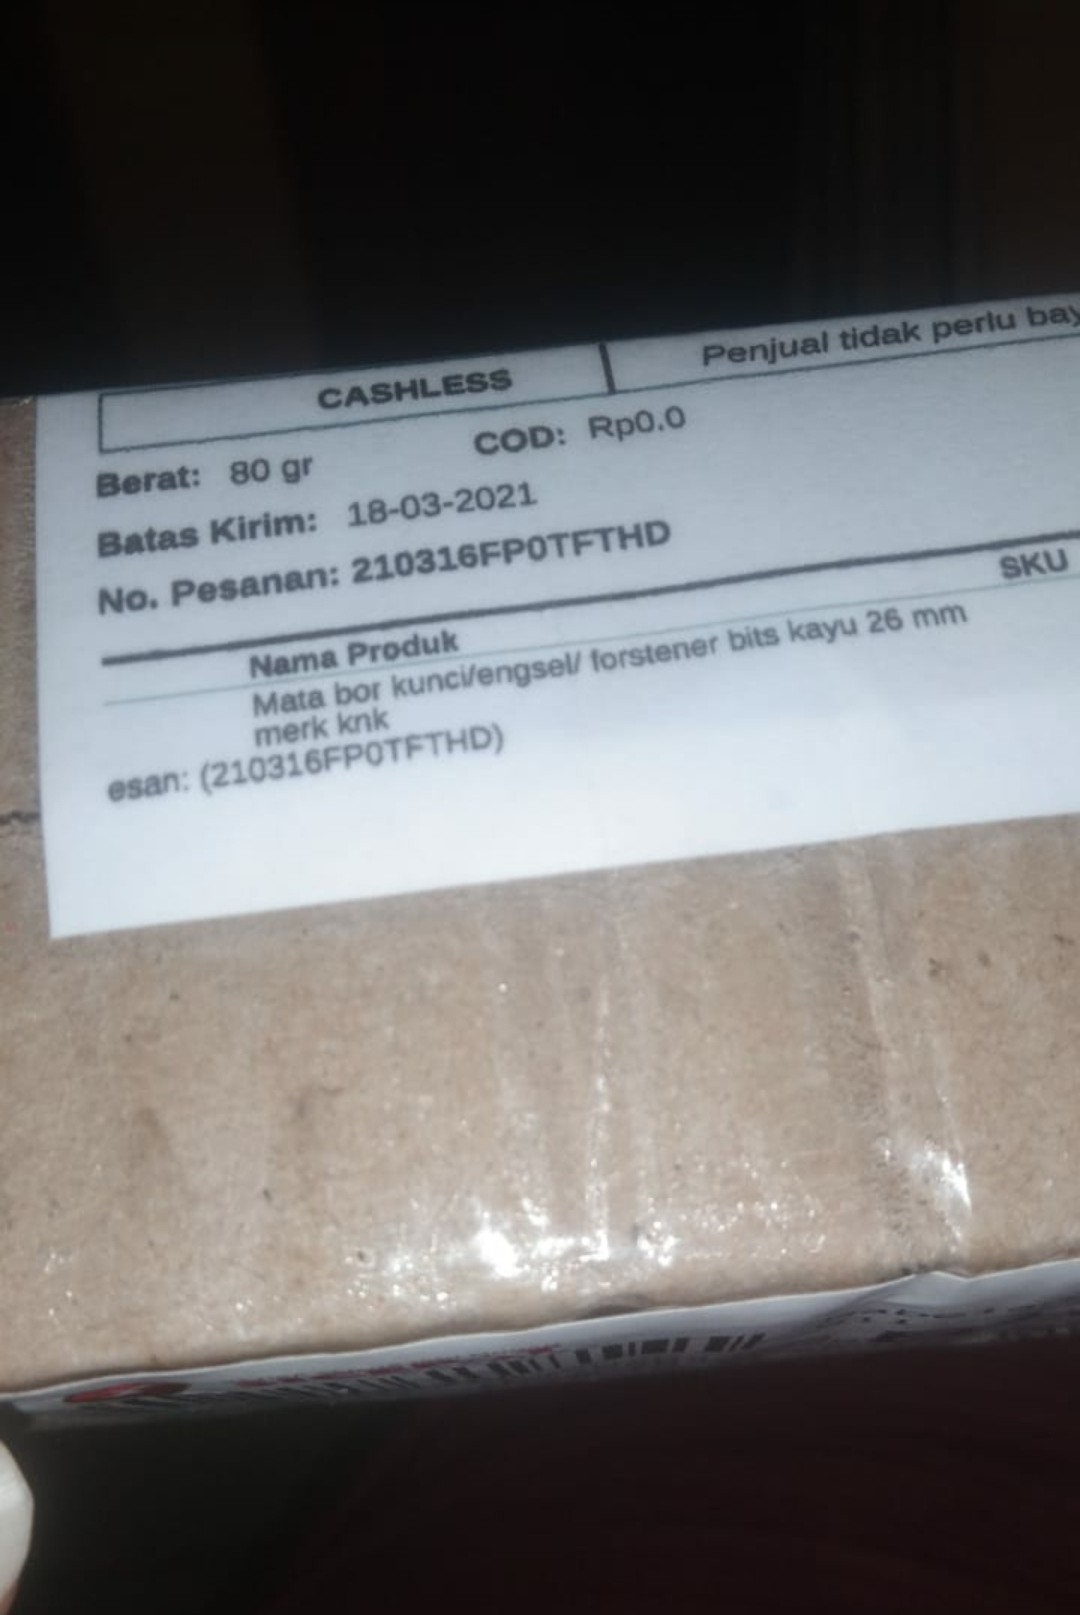 CASHLESS
Penjual tidak perlu bay
Berat: 80 gr
COD: Rp0.0
Batas Kirim: 18-03-2021
No. Pesanan: 210316FP0TFTHD
Nama Produk
SKU
Mata bor kunci/engsel/ forstener bits kayu 26 mm
merk knk
esan: (210316FP0TFTHD)